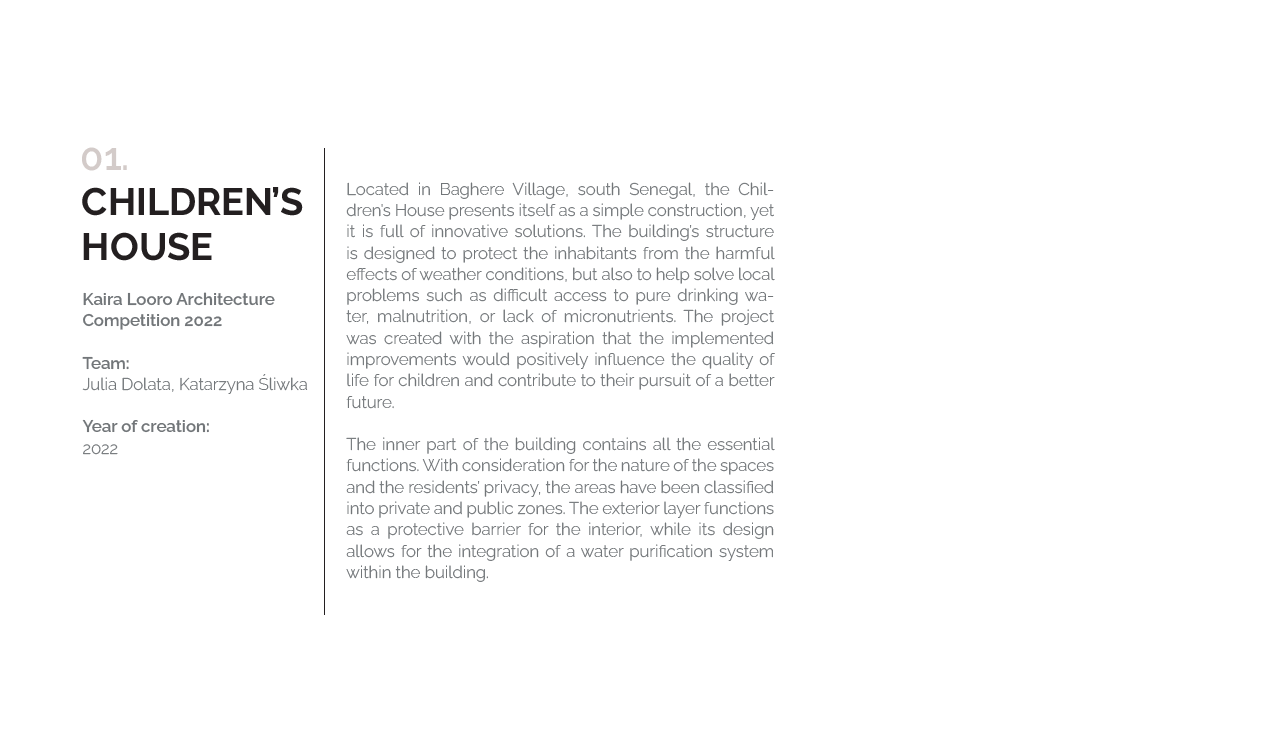 01.
CHILDREN’S
HOUSE
Kaira Looro Architecture
Competition 2022
Team:
Julia Dolata, Katarzyna Śliwka
Year of creation:
2022
Located in Baghere Village, south Senegal, the Chil-
dren’s House presents itself as a simple construction, yet
it is full of innovative solutions. The building’s structure
is designed to protect the inhabitants from the harmful
effects of weather conditions, but also to help solve local
problems such as difficult access to pure drinking wa-
ter, malnutrition, or lack of micronutrients. The project
was created with the aspiration that the implemented
improvements would positively influence the quality of
life for children and contribute to their pursuit of a better
future.
The inner part of the building contains all the essential
functions. With consideration for the nature of the spaces
and the residents’ privacy, the areas have been classified
into private and public zones. The exterior layer functions
as a protective barrier for the interior, while its design
allows for the integration of a water purification system
within the building.